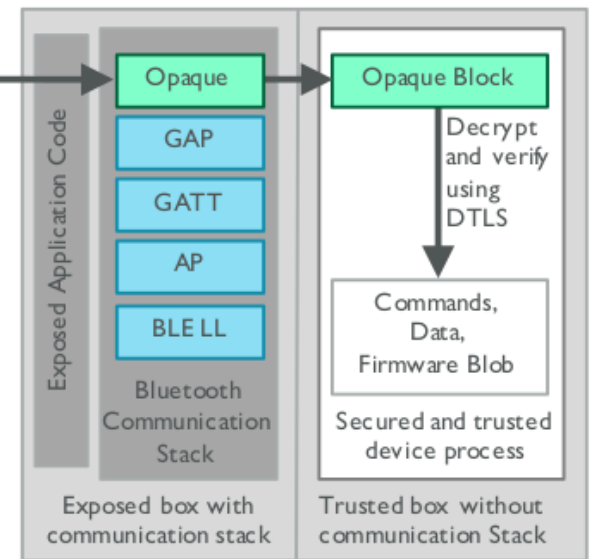 Exposed Application Code
Opaque
GAP
GATT
AP
BLE LL
Bluetooth
Communication
Stack
Exposed box with
communication stack
Opaque Block
Decrypt
and verify
using
DTLS
Commands,
Data,
Firmware Blob
Secured and trusted
device process
Trusted box without
communication Stack